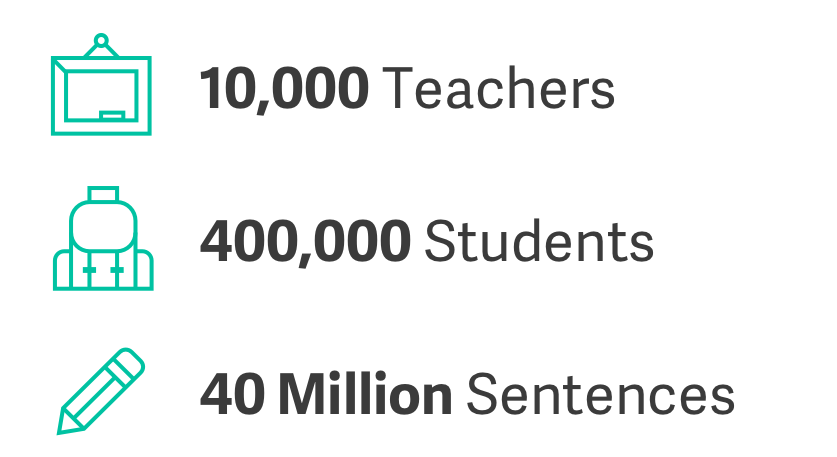 10,000 Teachers
400,000 Students
40 Million Sentences